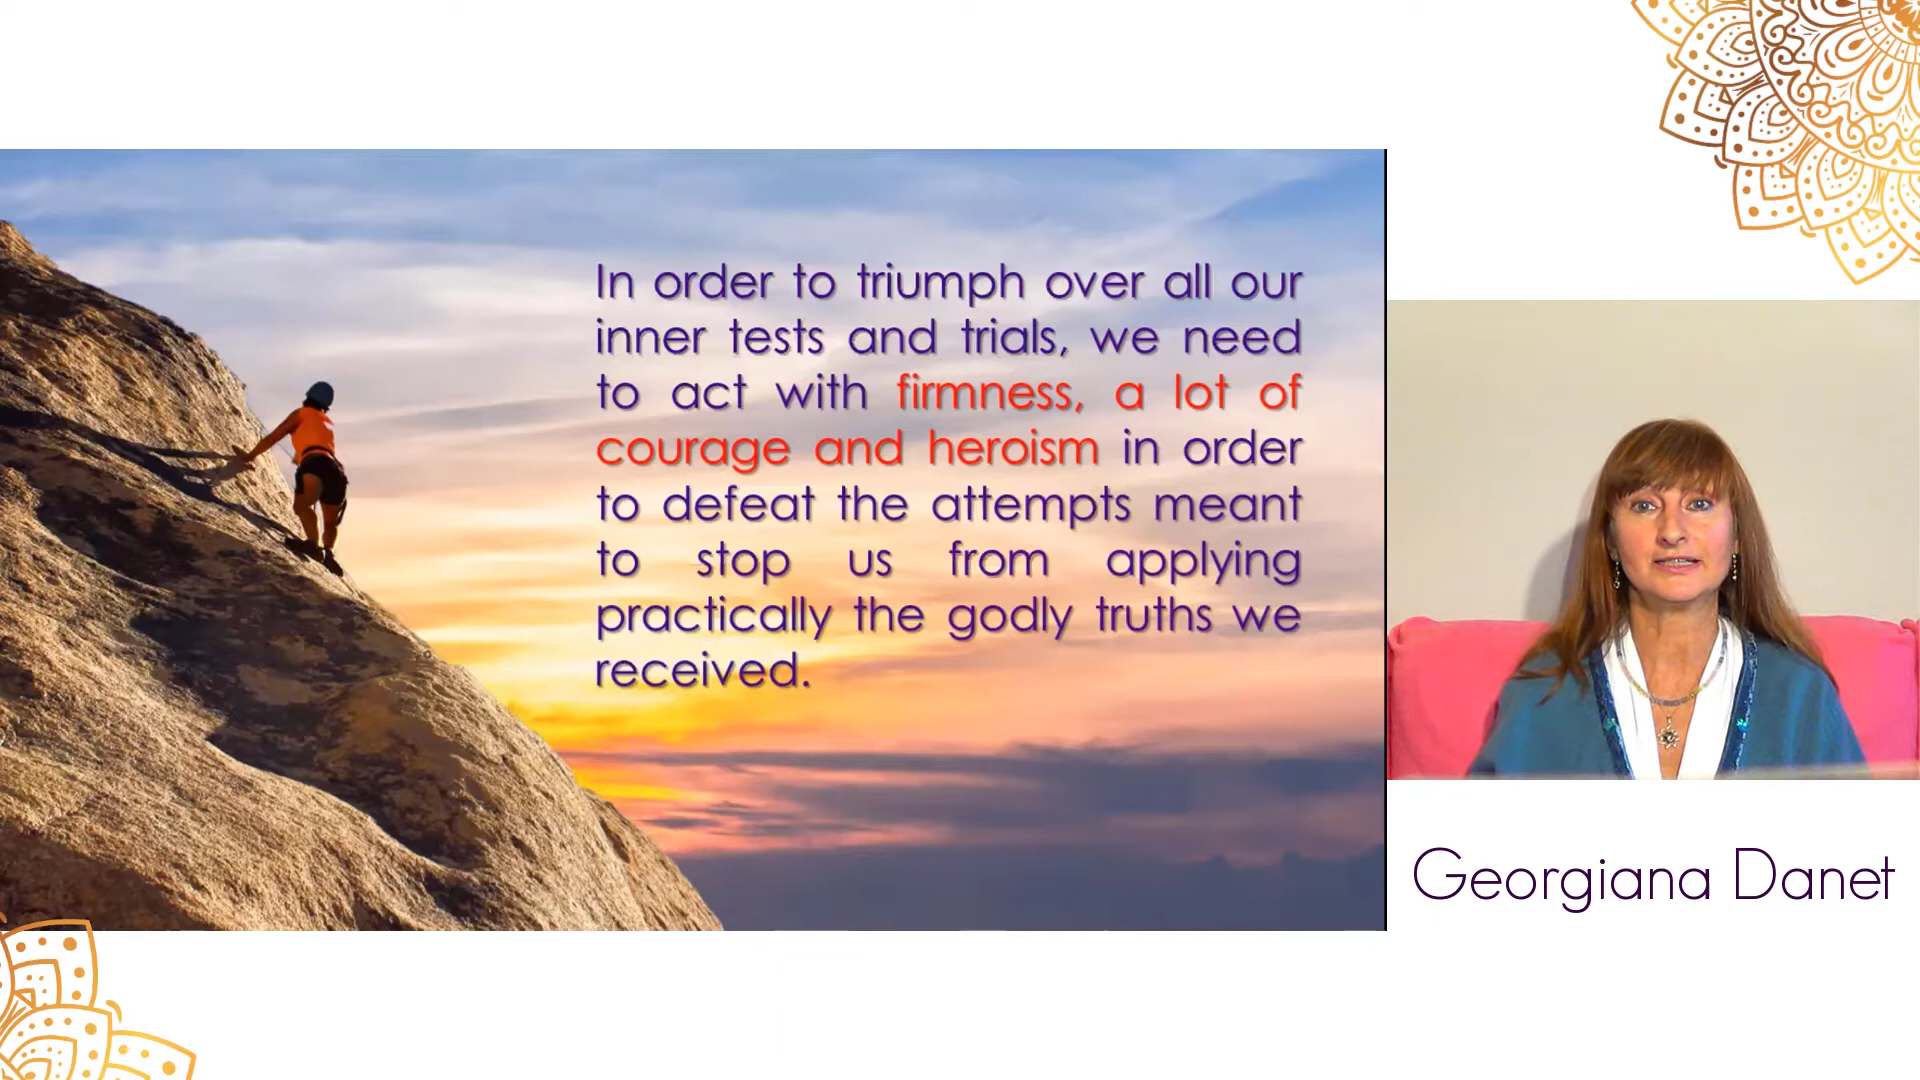 In order to triumph over all our
inner tests and trials, we need
to act with firmness, a lot of
courage and heroism in order
to defeat the attempts meant
to stop us from applying
practically the godly truths we
received.
Georgiana Danet